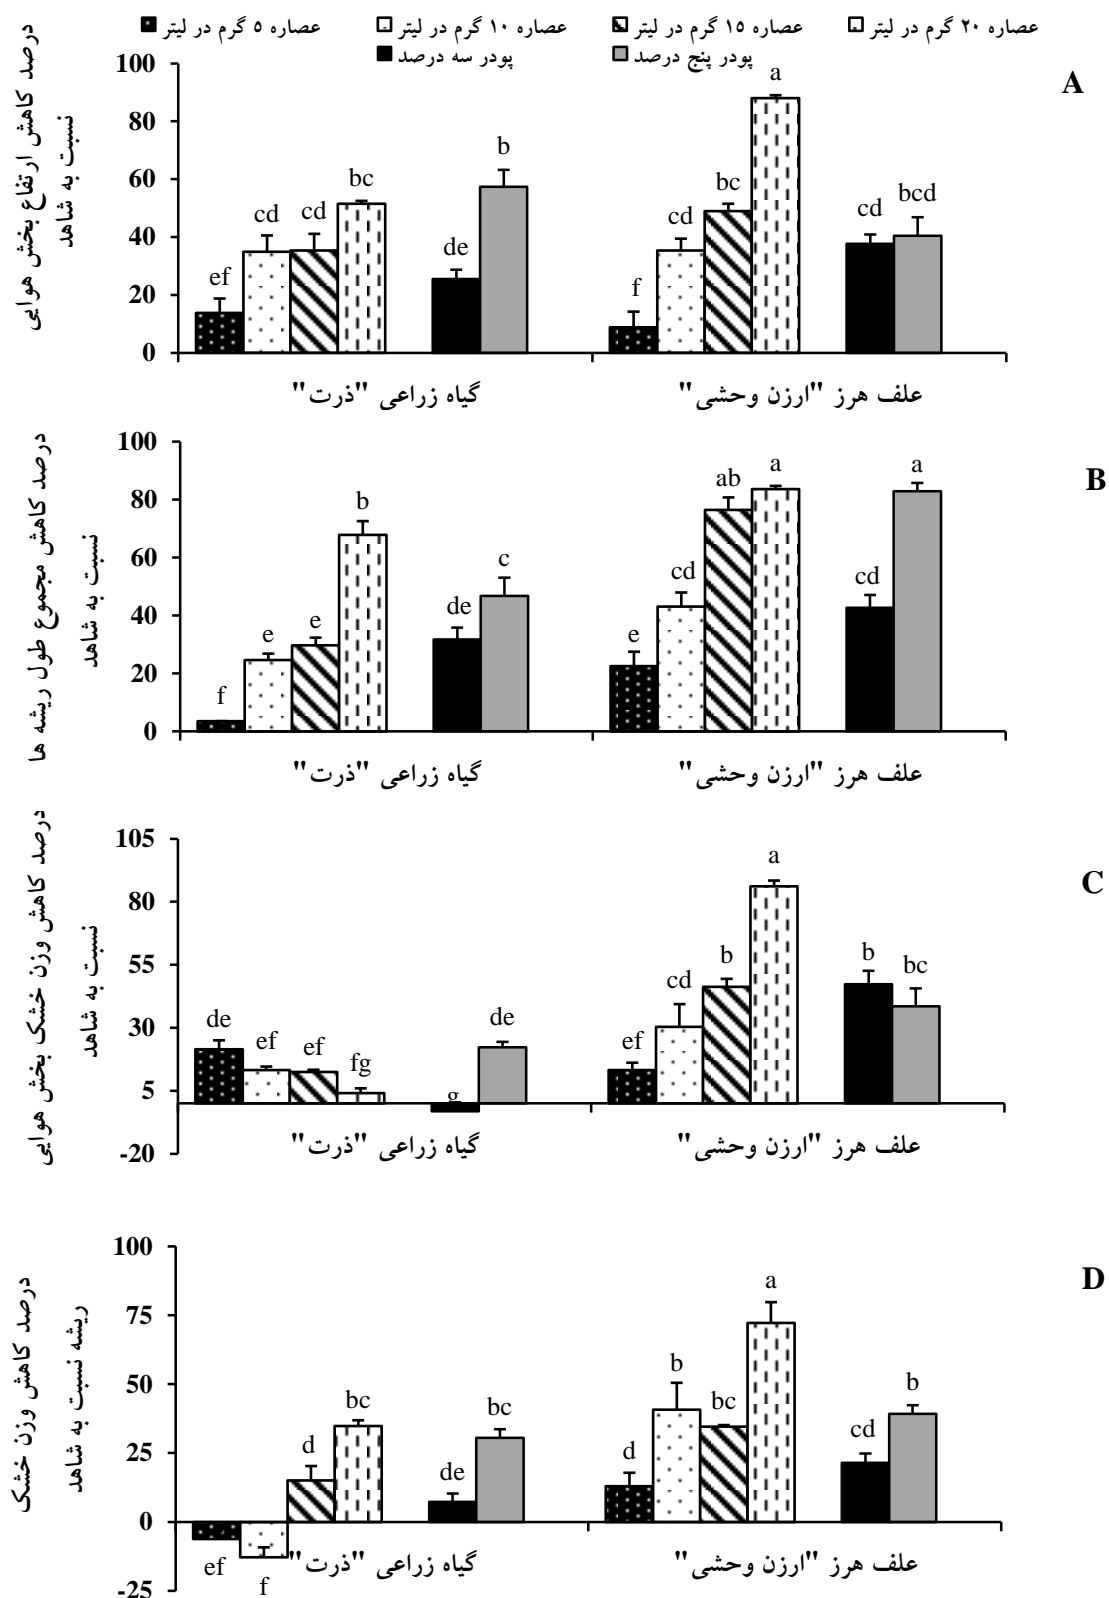 عصاره ۵ گرم در لیتر عصاره ۱۰ گرم در لیتر عصاره ۱۵ گرم در لیتر عصاره ۲۰ گرم در لیتر
پودر سه درصد پودر پنج درصد
A
درصد کاهش ارتفاع بخش هوایی
نسبت به شاهد
100
80
60
40
20
0
ef cd cd bc de b f cd bc a cd bcd
گیاه زراعی "ذرت" علف هرز "ارزن وحشی"
B
درصد کاهش مجموع طول ریشه ها
نسبت به شاهد
100
80
60
40
20
0
f e e b de c e cd ab a cd a
گیاه زراعی "ذرت" علف هرز "ارزن وحشی"
C
درصد کاهش وزن خشک بخش هوایی
نسبت به شاهد
105
80
55
30
5
-20
de ef ef fg g de ef cd b a b bc
گیاه زراعی "ذرت" علف هرز "ارزن وحشی"
D
درصد کاهش وزن خشک
ریشه نسبت به شاهد
100
75
50
25
0
-25
ef f d bc de bc d b bc a cd b
گیاه زراعی "ذرت" علف هرز "ارزن وحشی"